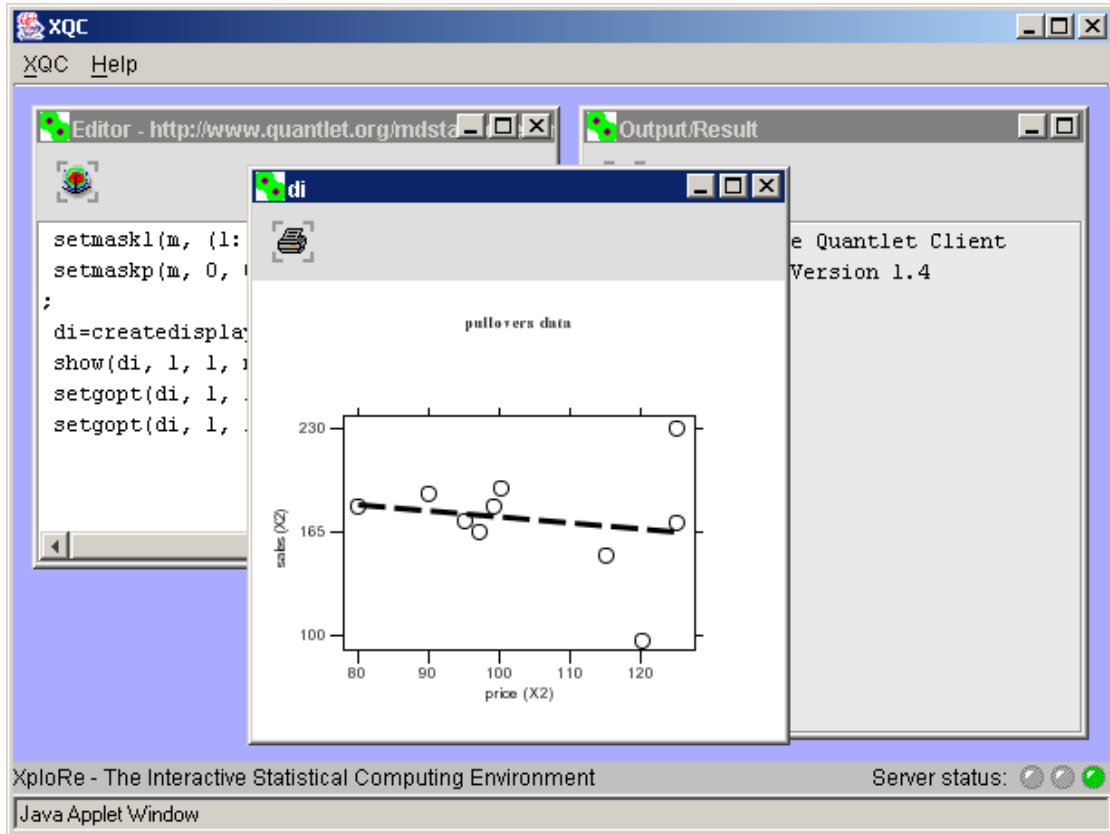 XQC
XQC Help
Editor - http://www.quantlet.org/mdsta
setmaskl(m, (1:
setmaskp(m, 0,
;
di=createdisplay
show(di, 1, 1,
setgopt(di, 1,
setgopt(di, 1,
Output/Result
e Quantlet Client
Version 1.4
di
pullovers data
230
165
100
sales (X2)
80 90 100 110 120
price (X2)
XploRe - The Interactive Statistical Computing Environment
Server status:
Java Applet Window